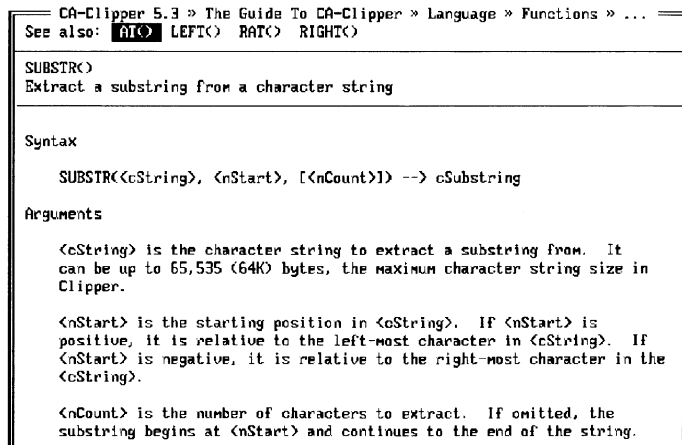 CA-Clipper 5.3 » The Guide To CA-Clipper » Language » Functions » ...
See also: AT() LEFT() RAT() RIGHT()
SUBSTR()
Extract a substring from a character string
Syntax
SUBSTR(<cString>, <nStart>, [<nCount>]) --> cSubstring
Arguments
<cString> is the character string to extract a substring from. It
can be up to 65,535 (64K) bytes, the maximum character string size in
Clipper.
<nStart> is the starting position in <cString>. If <nStart> is
positive, it is relative to the left-most character in <cString>. If
<nStart> is negative, it is relative to the right-most character in the
<cString>.
<nCount> is the number of characters to extract. If omitted, the
substring begins at <nStart> and continues to the end of the string.